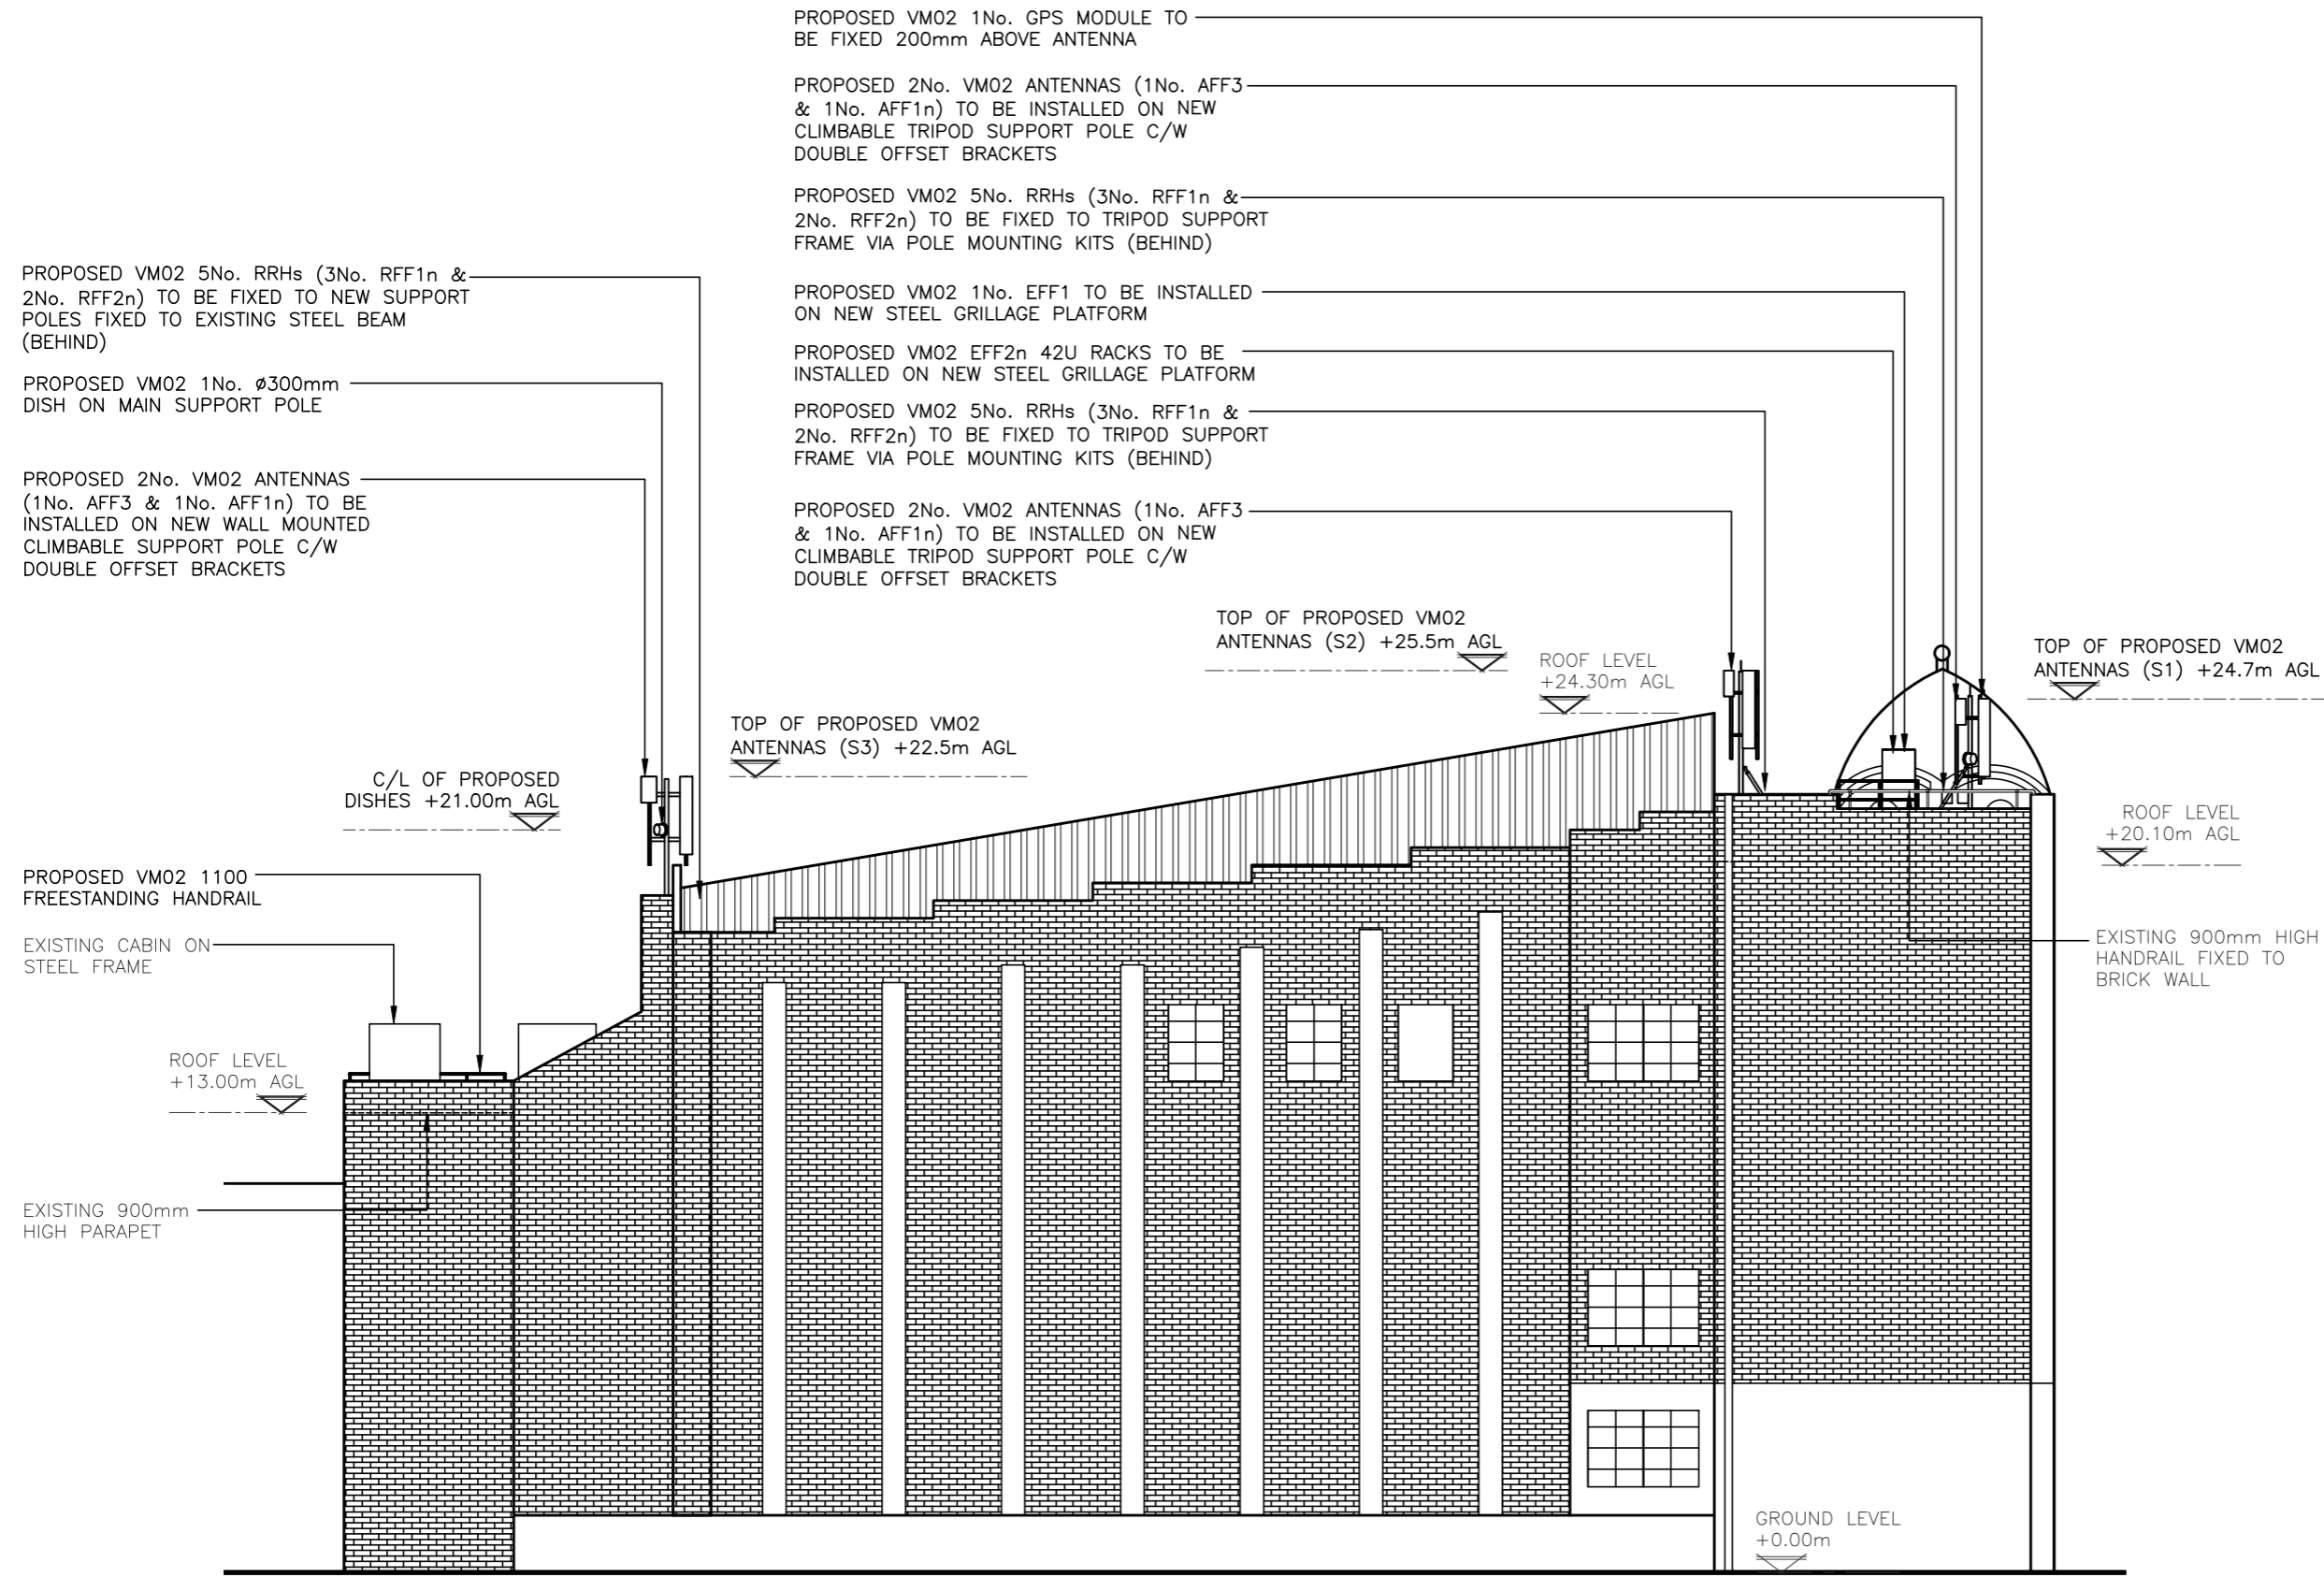 PROPOSED VM02 1No. GPS MODULE TO
BE FIXED 200mm ABOVE ANTENNA
PROPOSED 2No. VM02 ANTENNAS (1No. AFF3
& 1No. AFF1n) TO BE INSTALLED ON NEW
CLIMBABLE TRIPOD SUPPORT POLE C/W
DOUBLE OFFSET BRACKETS
PROPOSED VM02 5No. RRHs (3No. RFF1n &
2No. RFF2n) TO BE FIXED TO TRIPOD SUPPORT
FRAME VIA POLE MOUNTING KITS (BEHIND)
PROPOSED VM02 1No. EFF1 TO BE INSTALLED
ON NEW STEEL GRILLAGE PLATFORM
PROPOSED VM02 EFF2n 42U RACKS TO BE
INSTALLED ON NEW STEEL GRILLAGE PLATFORM
PROPOSED VM02 5No. RRHs (3No. RFF1n &
2No. RFF2n) TO BE FIXED TO TRIPOD SUPPORT
FRAME VIA POLE MOUNTING KITS (BEHIND)
PROPOSED 2No. VM02 ANTENNAS (1No. AFF3
& 1No. AFF1n) TO BE INSTALLED ON NEW
CLIMBABLE TRIPOD SUPPORT POLE C/W
DOUBLE OFFSET BRACKETS
PROPOSED VM02 5No. RRHs (3No. RFF1n &
2No. RFF2n) TO BE FIXED TO NEW SUPPORT
POLES FIXED TO EXISTING STEEL BEAM
(BEHIND)
PROPOSED VM02 1No. ø300mm
DISH ON MAIN SUPPORT POLE
PROPOSED 2No. VM02 ANTENNAS
(1No. AFF3 & 1No. AFF1n) TO BE
INSTALLED ON NEW WALL MOUNTED
CLIMBABLE SUPPORT POLE C/W
DOUBLE OFFSET BRACKETS
TOP OF PROPOSED VM02
ANTENNAS (S2) +25.5m AGL
ROOF LEVEL
+24.30m AGL
TOP OF PROPOSED VM02
ANTENNAS (S1) +24.7m AGL
TOP OF PROPOSED VM02
ANTENNAS (S3) +22.5m AGL
C/L OF PROPOSED
DISHES +21.00m AGL
ROOF LEVEL
+20.10m AGL
PROPOSED VM02 1100
FREESTANDING HANDRAIL
EXISTING CABIN ON
STEEL FRAME
EXISTING 900mm HIGH
HANDRAIL FIXED TO
BRICK WALL
ROOF LEVEL
+13.00m AGL
EXISTING 900mm
HIGH PARAPET
GROUND LEVEL
+0.00m